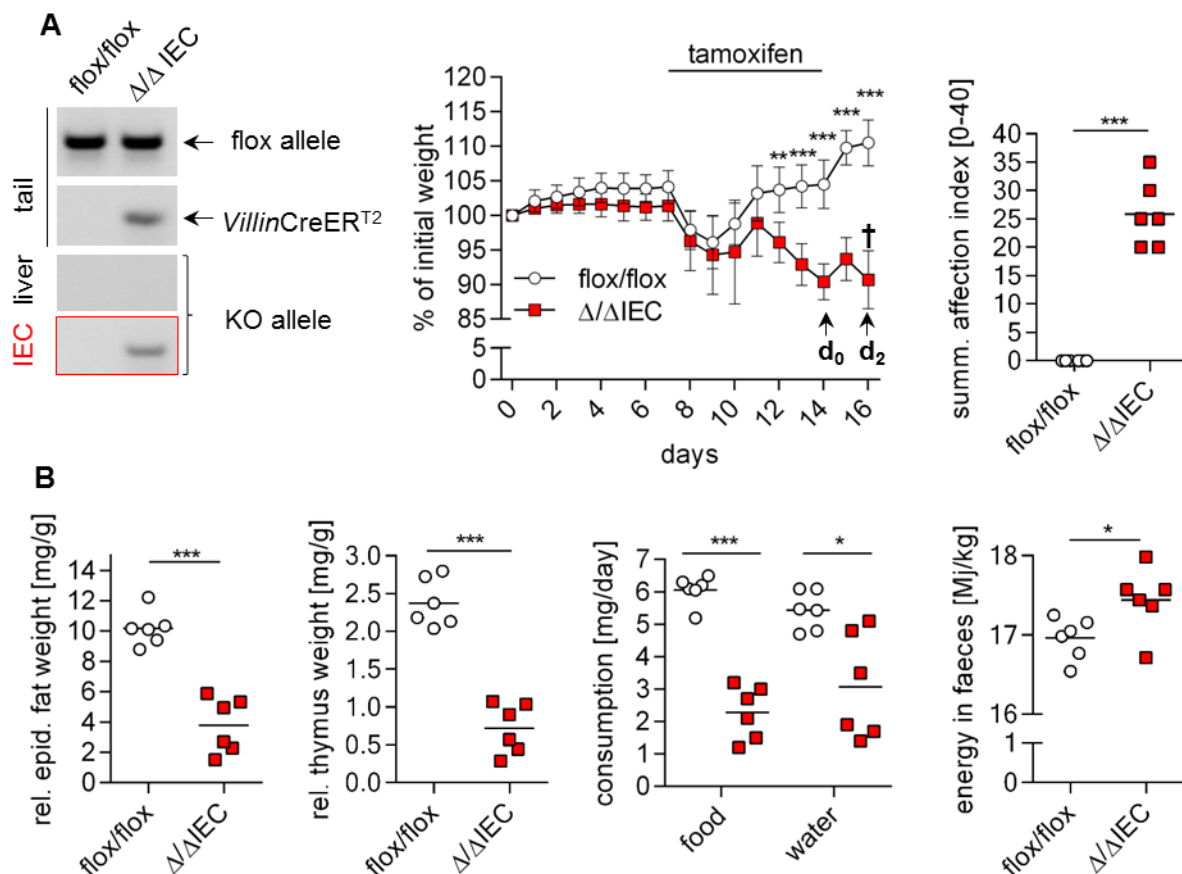 A
flox/flox
Δ/Δ IEC
tail
liver
IEC
flox allele
VillinCreERT2
KO allele
tamoxifen
% of initial weight
120
115
110
105
100
95
90
85
5
0
** *** *** *** ***
†
flox/flox
Δ/ΔIEC
d0
d2
0 2 4 6 8 10 12 14 16
days
summ. affection index [0-40]
40
35
30
25
20
15
10
5
0
***
flox/flox
Δ/ΔIEC
B
rel. epid. fat weight [mg/g]
14
12
10
8
6
4
2
0
***
flox/flox
Δ/ΔIEC
rel. thymus weight [mg/g]
3.0
2.5
2.0
1.5
1.0
0.5
0.0
***
flox/flox
Δ/ΔIEC
consumption [mg/day]
7
6
5
4
3
2
1
0
***
*
food
water
energy in faeces [Mj/kg]
18
17
16
1
0
*
flox/flox
Δ/ΔIEC